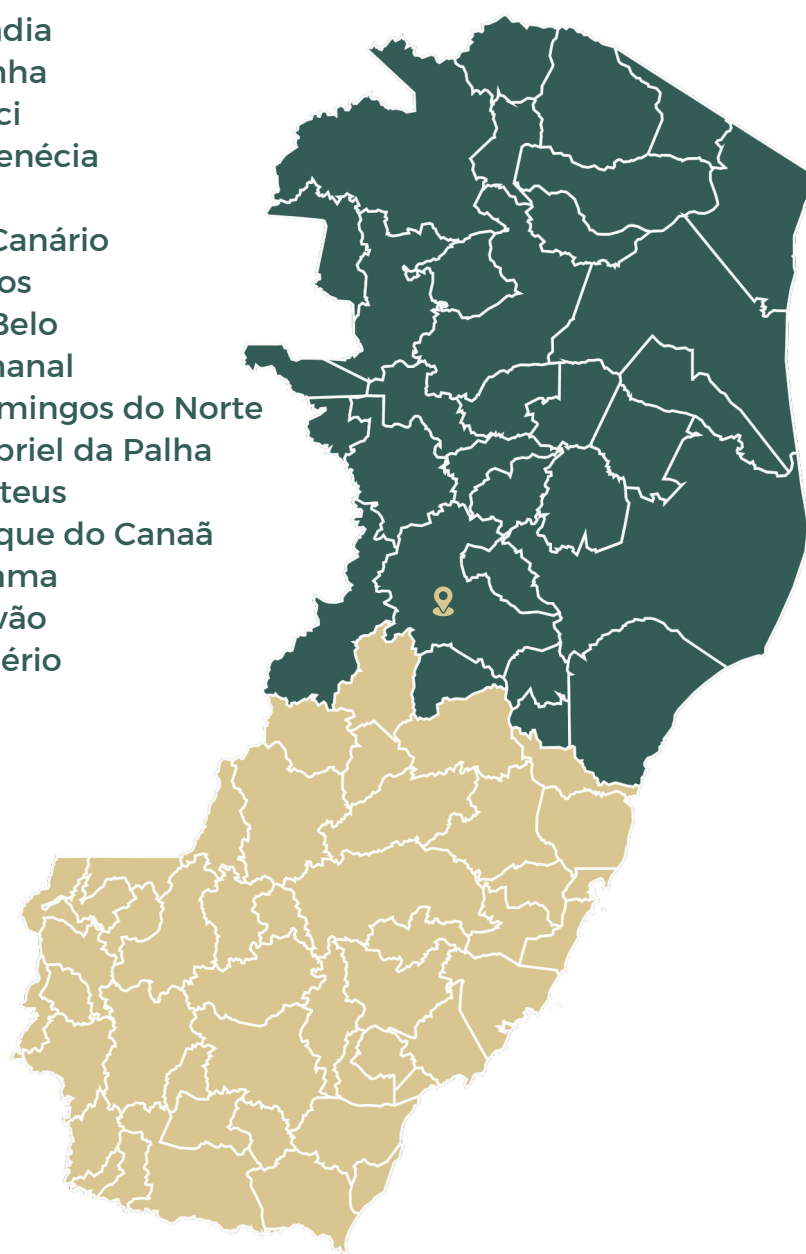 ndia
nha
ci
enécia
Canário
os
Belo
nanal
mingos do Norte
briel da Palha
teus
que do Canaã
ma
vão
ério